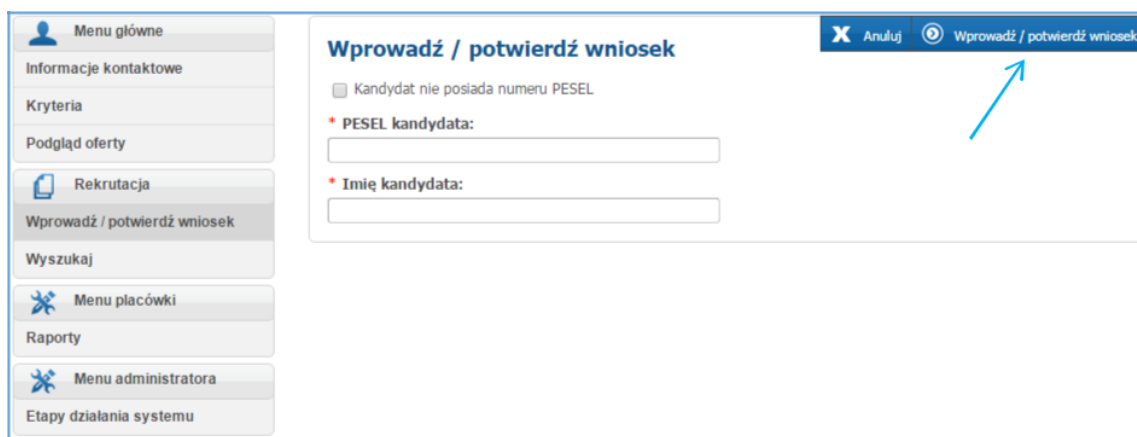 Menu główne
Informacje kontaktowe
Kryteria
Podgląd oferty
Rekrutacja
Wprowadź / potwierdź wniosek
Wyszukaj
Menu placówki
Raporty
Menu administratora
Etapy działania systemu
Anuluj
Wprowadź / potwierdź wniosek
Wprowadź / potwierdź wniosek
Kandydat nie posiada numeru PESEL
* PESEL kandydata:
* Imię kandydata: